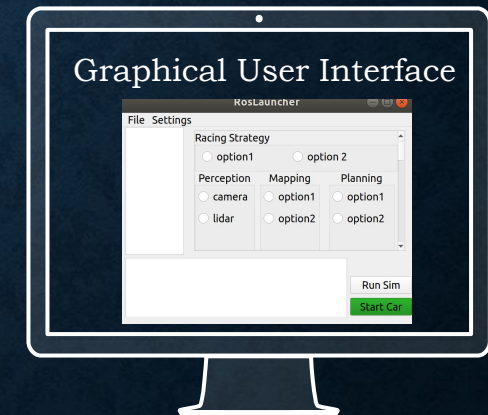 Graphical User Interface
RosLauncher
File Settings
Racing Strategy
option1 option 2
Perception Mapping Planning
camera option1 option1
lidar option2 option2
Run Sim
Start Car